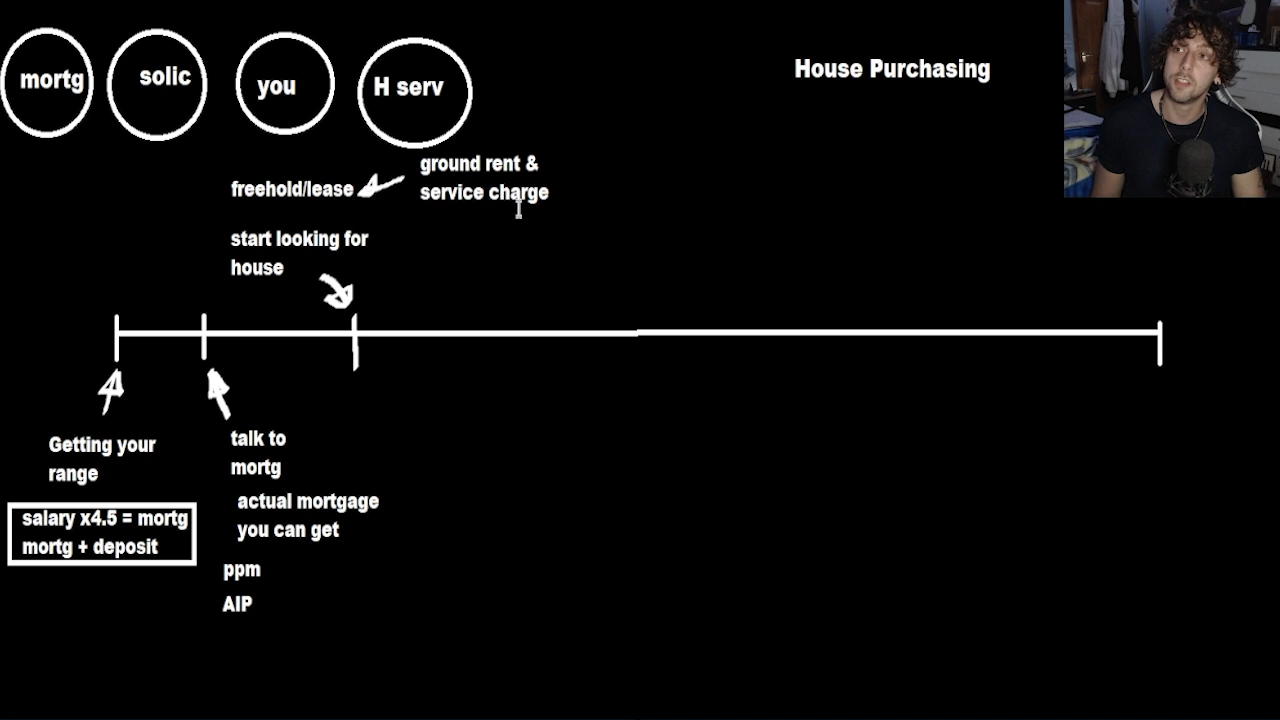 mortg
solic
you
H serv
House Purchasing
ground rent &
service charge
freehold/lease
start looking for
house
Getting your
range
salary x4.5 = mortg
mortg + deposit
talk to
mortg
actual mortgage
you can get
ppm
AIP